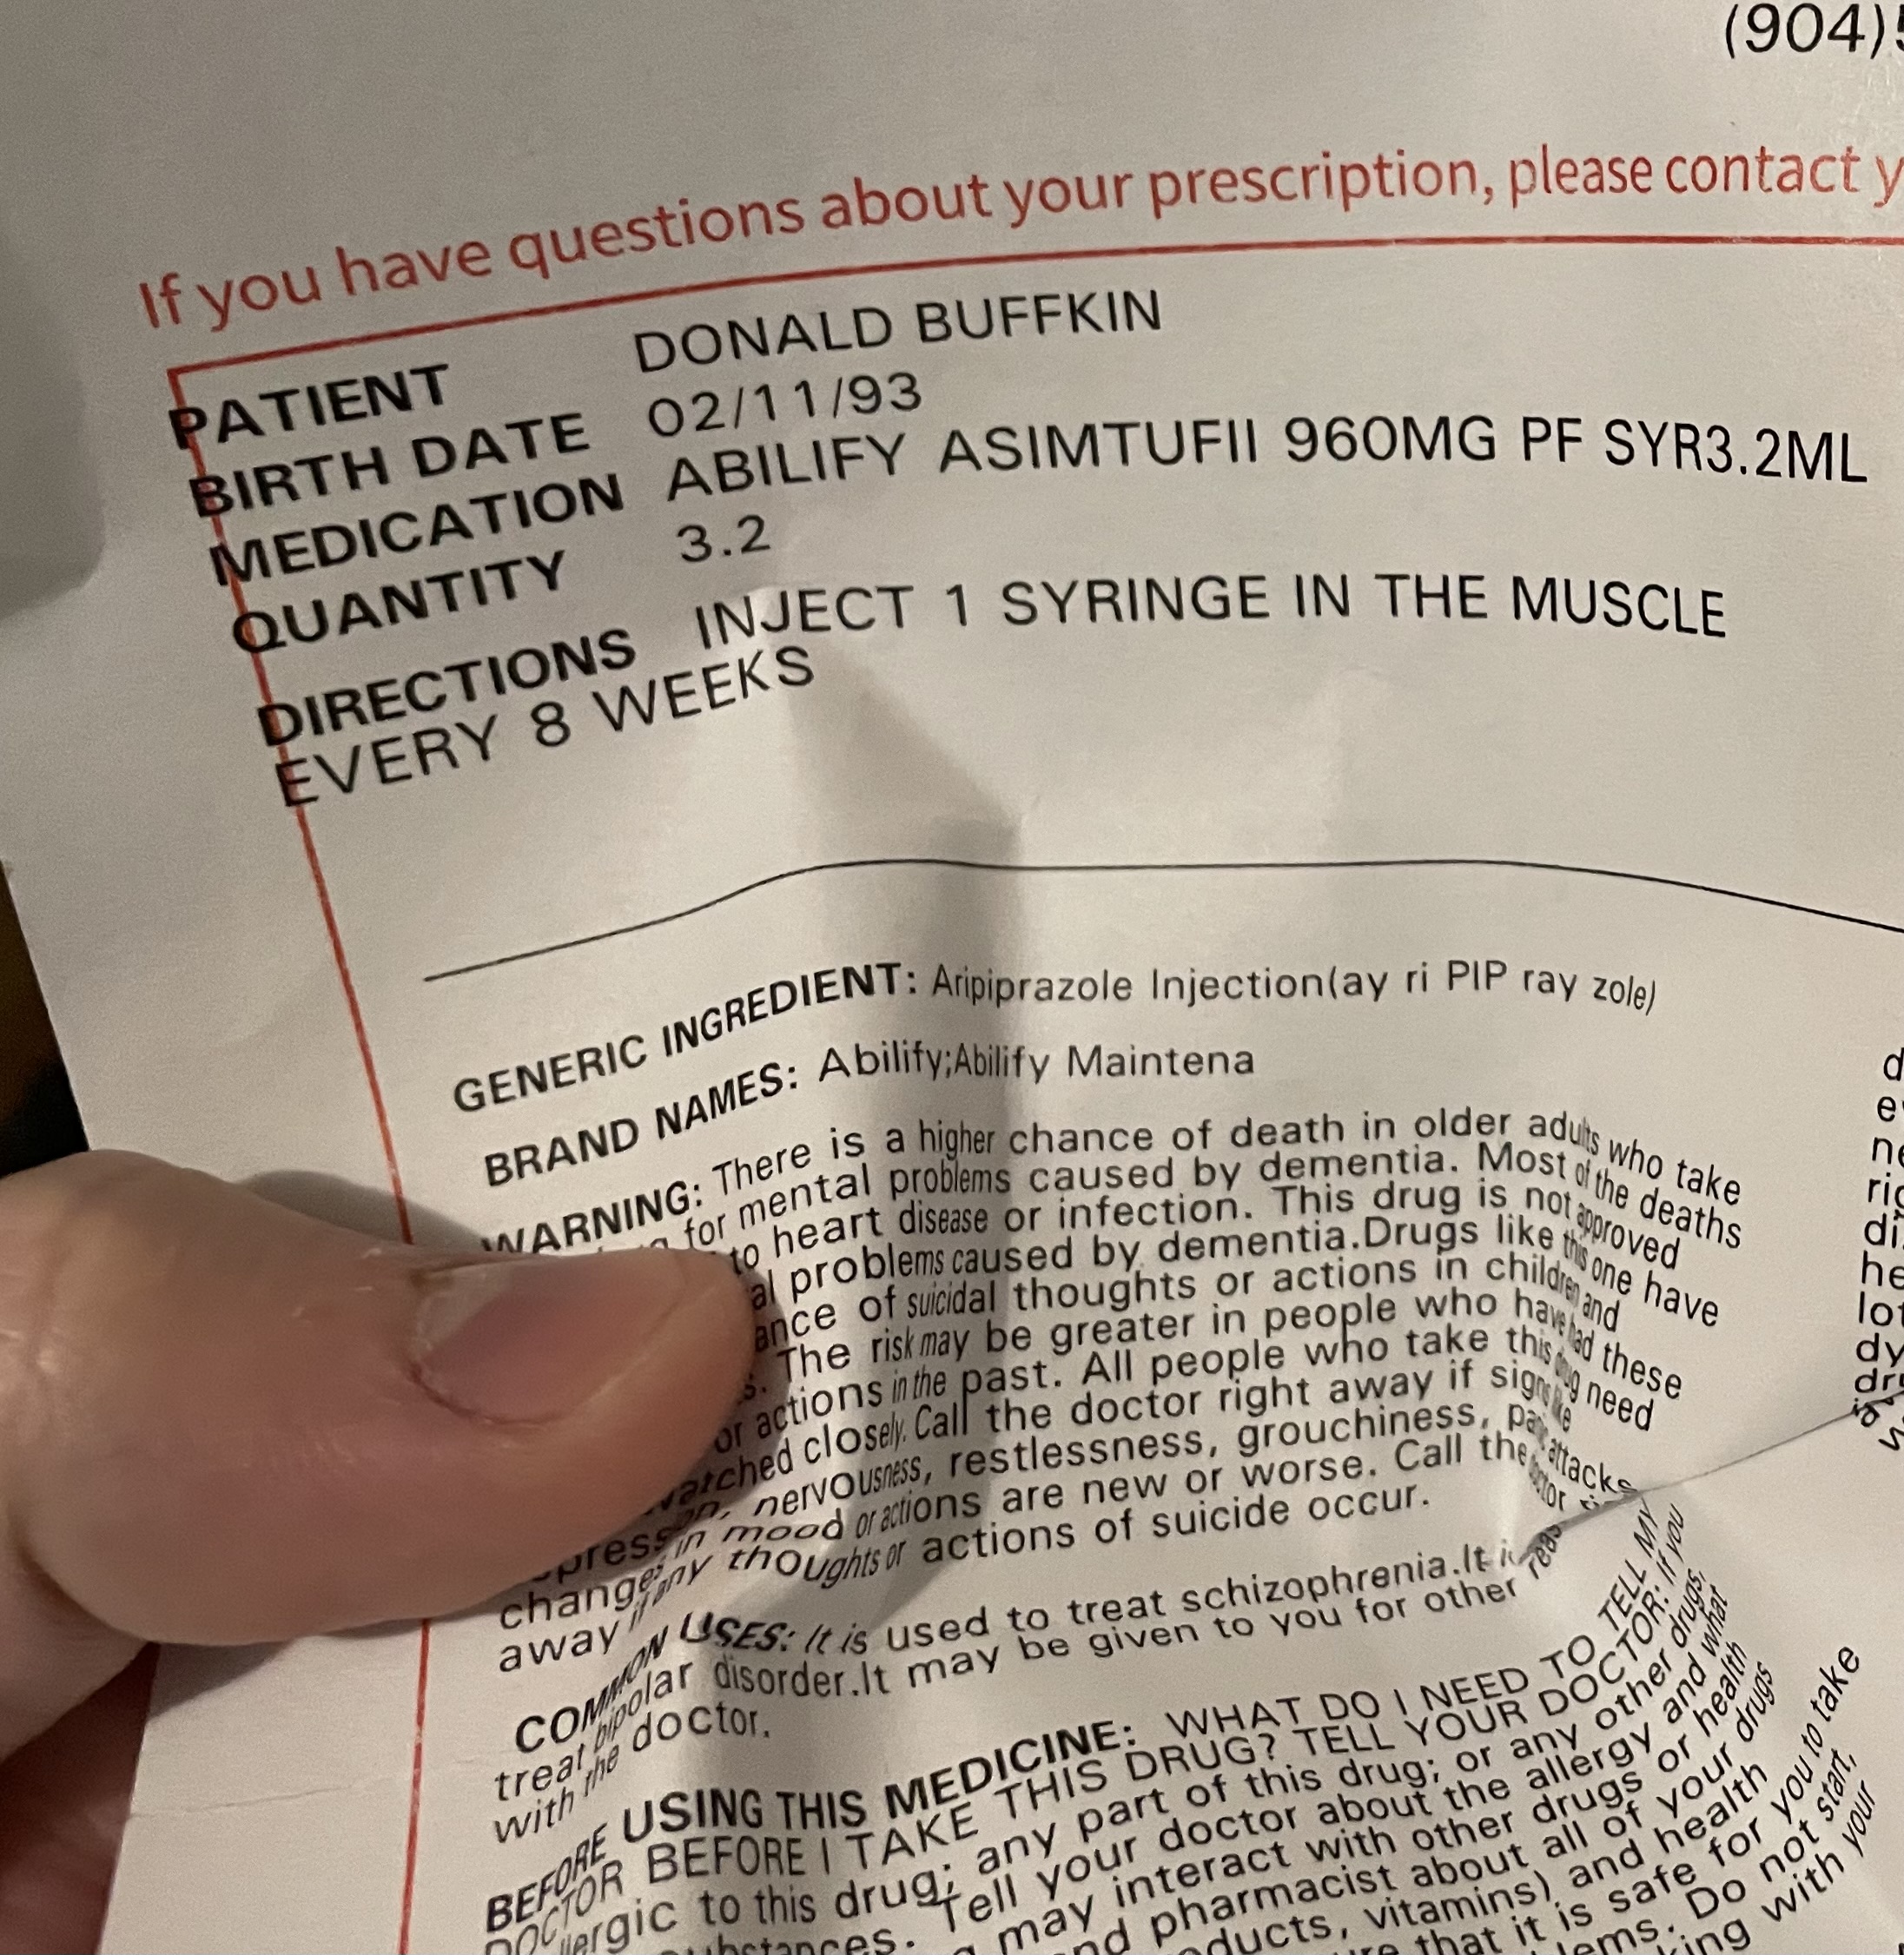 (904)
If you have questions about your prescription, please contact
PATIENT DONALD BUFFKIN
BIRTH DATE 02/11/93
MEDICATION ABILIFY ASIMTUFII 960MG PF SYR3.2ML
QUANTITY 3.2
DIRECTIONS INJECT 1 SYRINGE IN THE MUSCLE
EVERY 8 WEEKS
GENERIC INGREDIENT: Aripiprazole Injection(ay ri PIP ray zole)
BRAND NAMES: Abilify;Abilify Maintena
WARNING: There is a higher chance of death in older adults who take
for mental problems caused by dementia. Most of the deaths
to heart disease or infection. This drug is not approved
problems caused by dementia.Drugs like this one have
of suicidal thoughts or actions in children and
The risk may be greater in people who have had these
or actions in the past. All people who take this drug need
closely. Call the doctor right away if signs like
nervousness, restlessness, grouchiness, panic attacks
changes in mood or actions are new or worse. Call the doctor
away if any thoughts or actions of suicide occur.
COMMON USES: It is used to treat schizophrenia.It
treat bipolar disorder.It may be given to you for other
with the doctor.
BEFORE USING THIS MEDICINE: WHAT DO I NEED TO TELL MY
DOCTOR BEFORE I TAKE THIS DRUG? TELL YOUR DOCTOR: If you
to this drug; any part of this drug; or any other drugs,
Tell your doctor about the allergy and what
may interact with other drugs or health
pharmacist about all of your drugs
vitamins) and health
that it is safe for you to take
Do not start,
with your